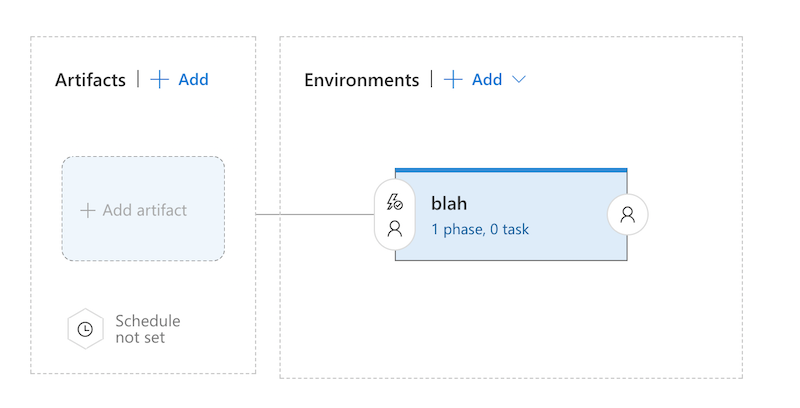 Artifacts | + Add
Environments | + Add
+ Add artifact
blah
1 phase, 0 task
Schedule
not set